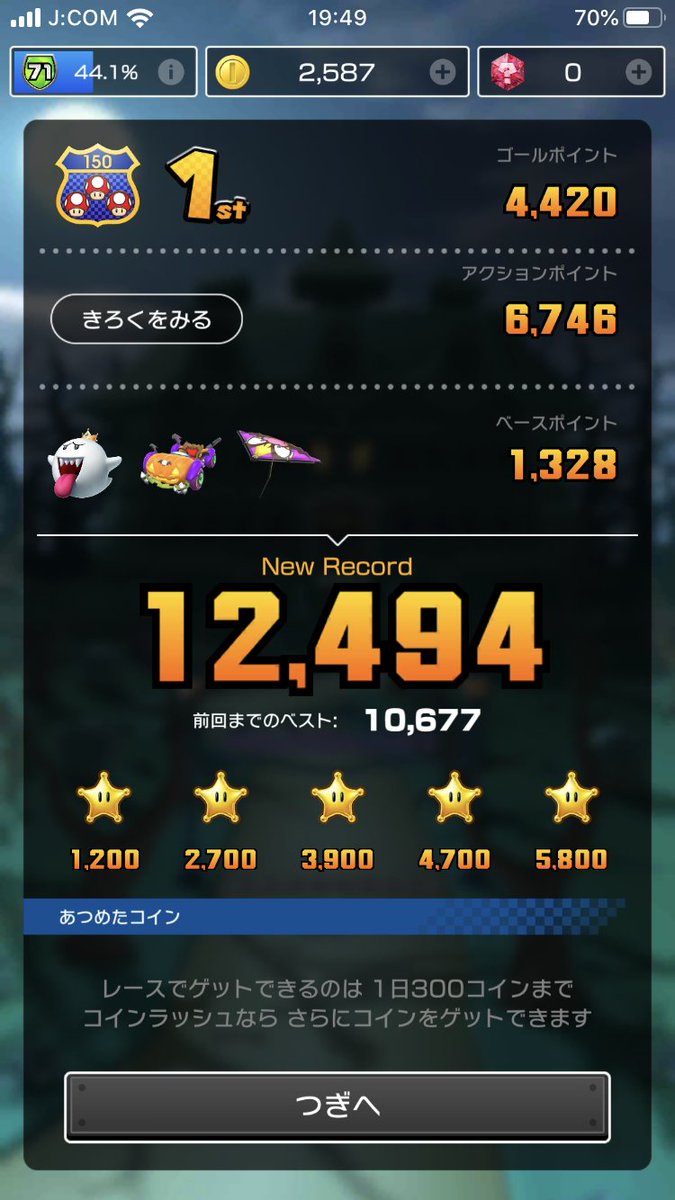 J:COM 19:49 70%
71 44.1% i 2,587 + ? 0 +
150 1st
ゴールポイント
4,420
アクションポイント
きろくをみる
6,746
ベースポイント
1,328
New Record
12,494
前回までのベスト: 10,677
1,200 2,700 3,900 4,700 5,800
あつめたコイン
レースでゲットできるのは 1日300コインまで
コインラッシュなら さらにコインをゲットできます
つぎへ